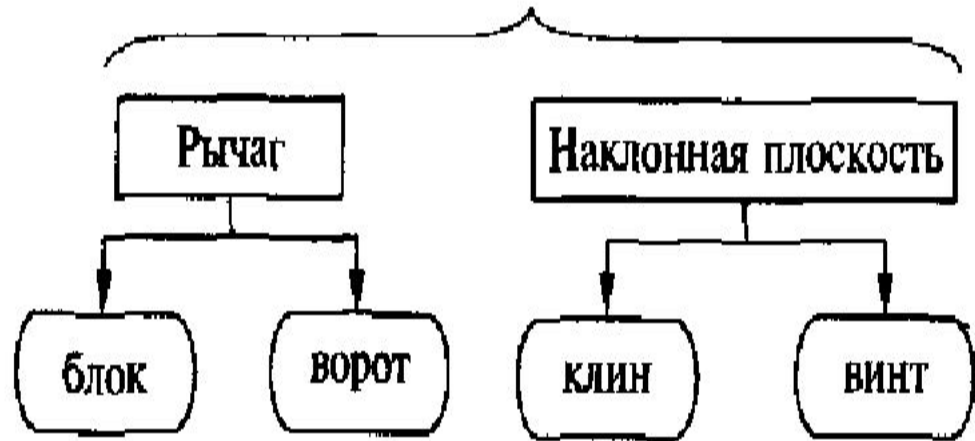 Рычаг
Наклонная плоскость
блок
ворот
клин
винт